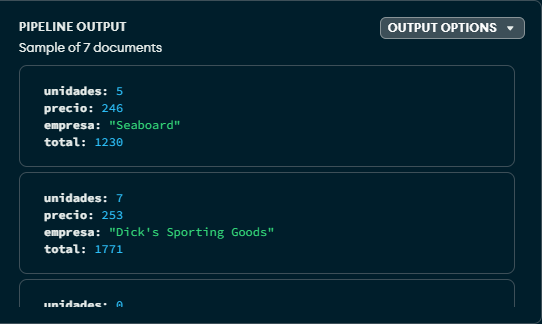 PIPELINE OUTPUT
OUTPUT OPTIONS
Sample of 7 documents
unidades: 5
precio: 246
empresa: "Seaboard"
total: 1230
unidades: 7
precio: 253
empresa: "Dick's Sporting Goods"
total: 1771
unidades: 0